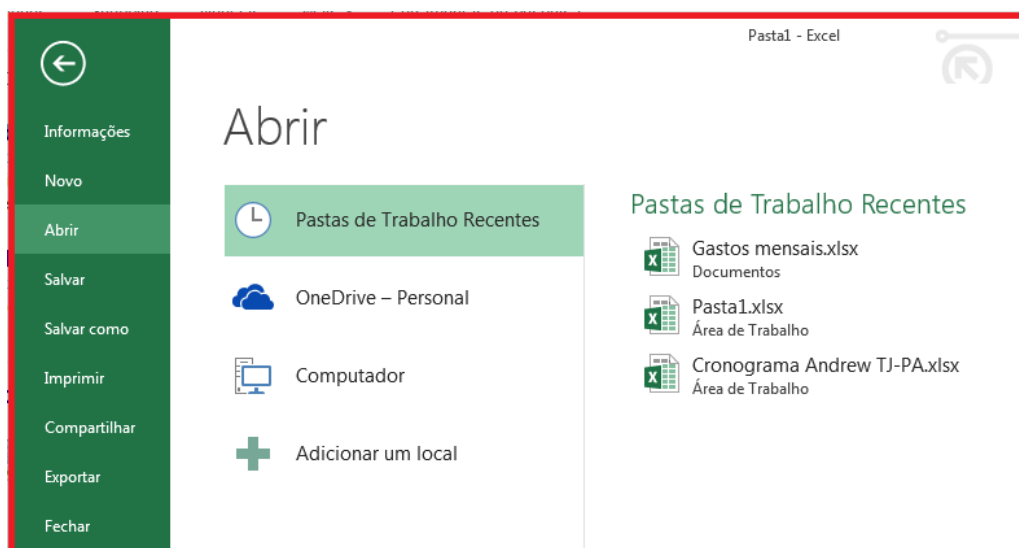 Pasta1 - Excel
Informações
Novo
Abrir
Salvar
Salvar como
Imprimir
Compartilhar
Exportar
Fechar
Abrir
Pastas de Trabalho Recentes
OneDrive – Personal
Computador
Adicionar um local
Pastas de Trabalho Recentes
Gastos mensais.xlsx
Documentos
Pasta1.xlsx
Área de Trabalho
Cronograma Andrew TJ-PA.xlsx
Área de Trabalho